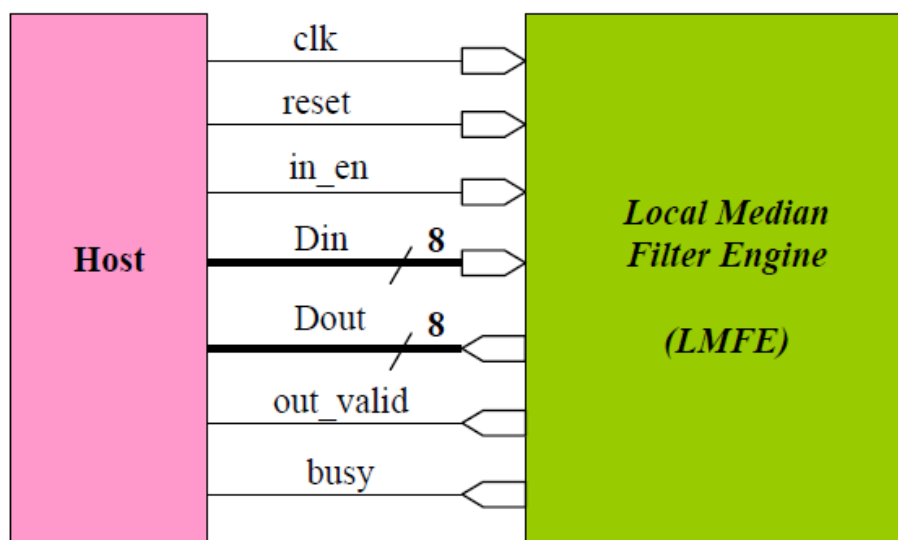 clk
reset
in_en
Din
8
Host
Dout
8
out_valid
busy
Local Median
Filter Engine
(LMFE)